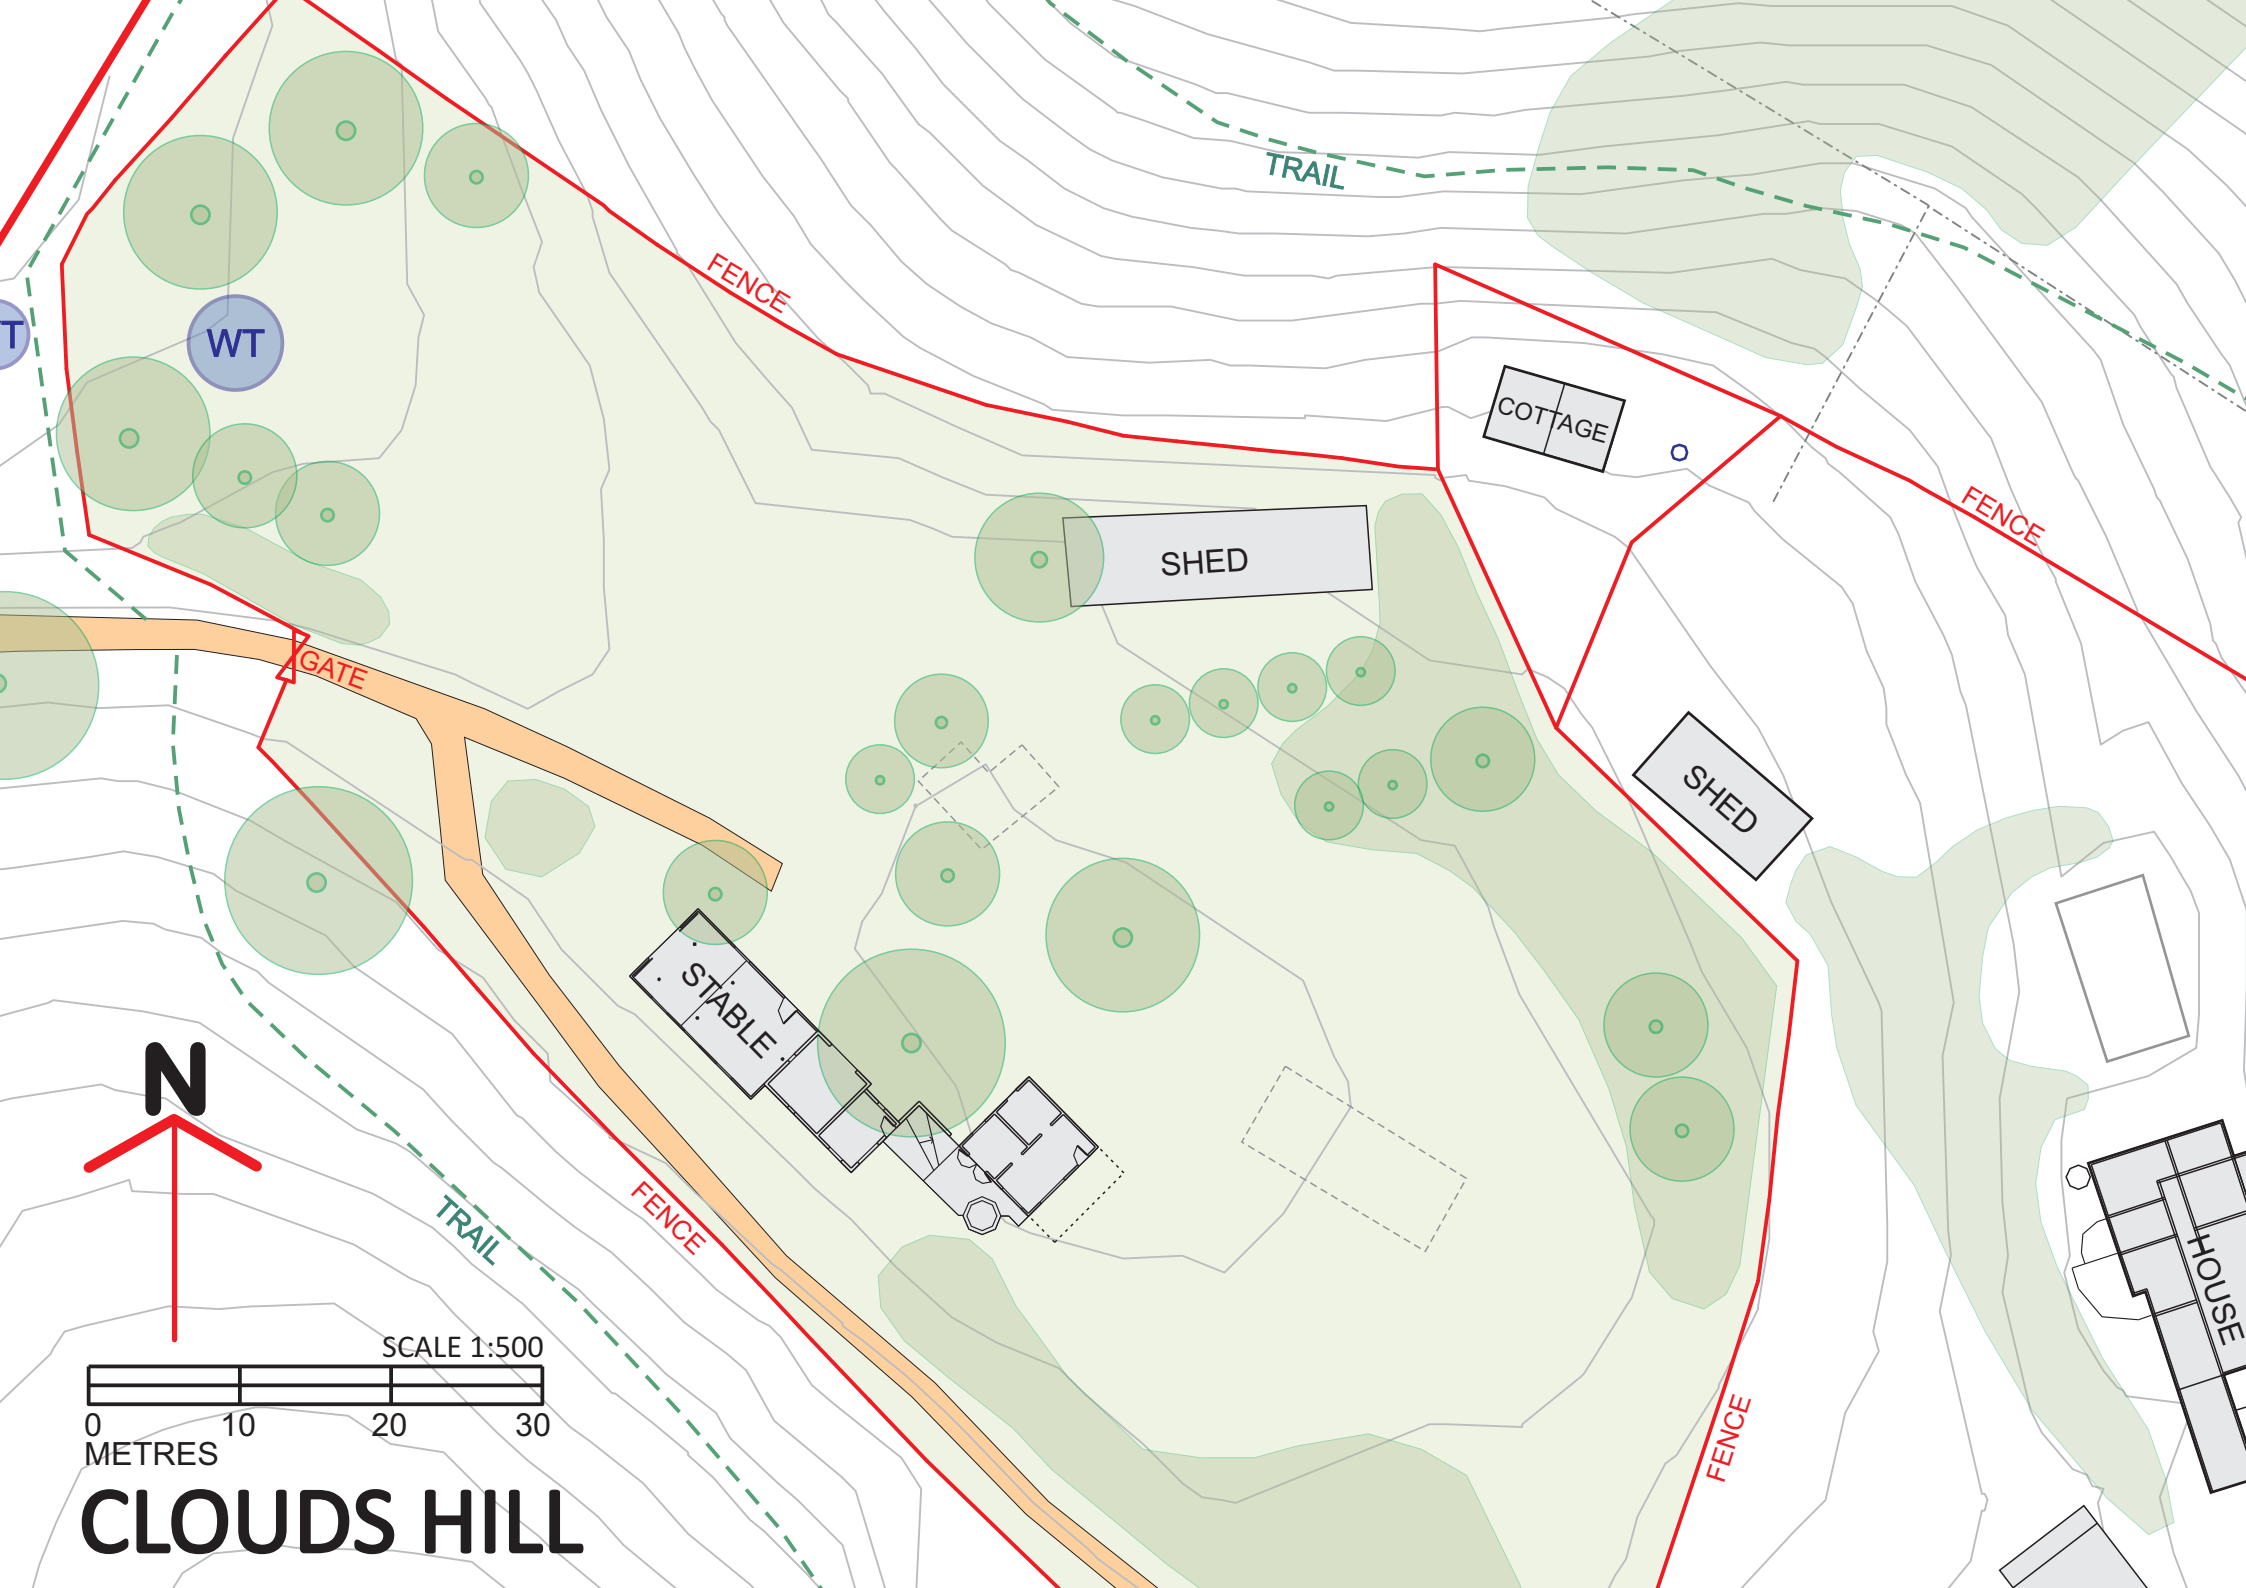 TRAIL
FENCE
T
WT
COTTAGE
FENCE
SHED
GATE
SHED
STABLE
N
TRAIL
FENCE
HOUSE
SCALE 1:500
0 10 20 30
METRES
FENCE
CLOUDS HILL